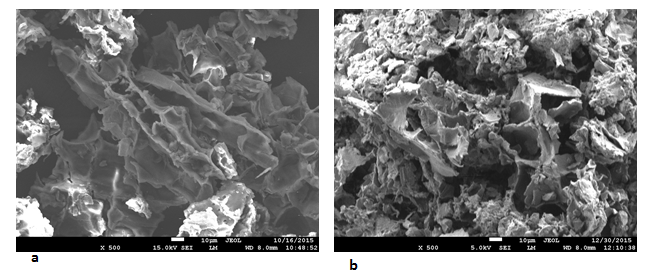 10µm JEOL 10/16/2015
X 500 15.0kV SEI LM WD 8.0mm 10:48:52
a
10µm JEOL 12/30/2015
X 500 5.0kV SEI LM WD 8.0mm 12:10:38
b